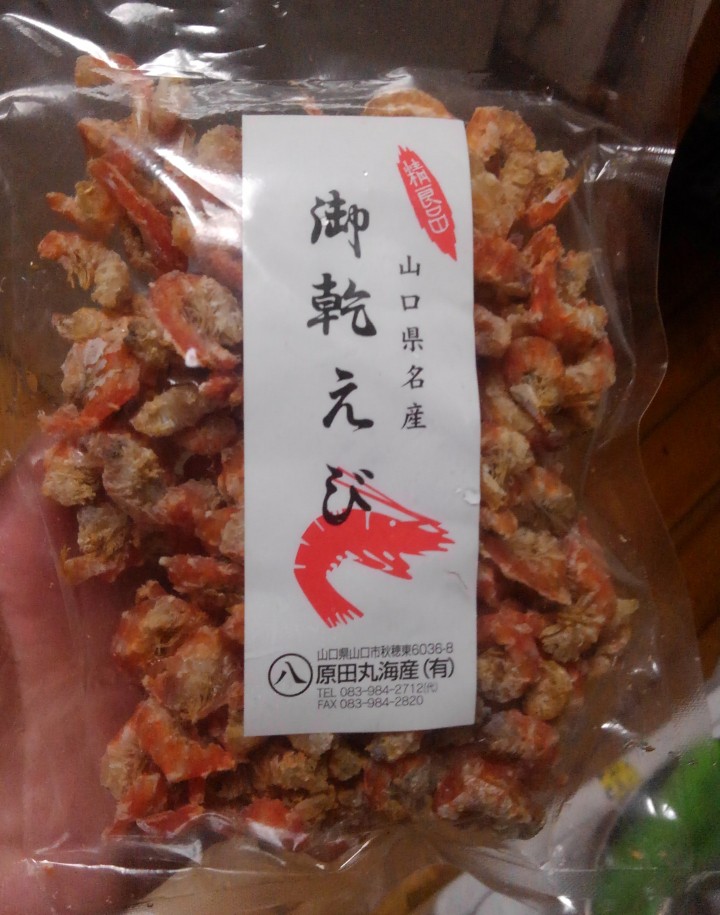 精良品
山口県名産
御乾えび
山口県山口市秋穂東6036-8
八 原田丸海産(有)
TEL 083-984-2712(代)
FAX 083-984-2820